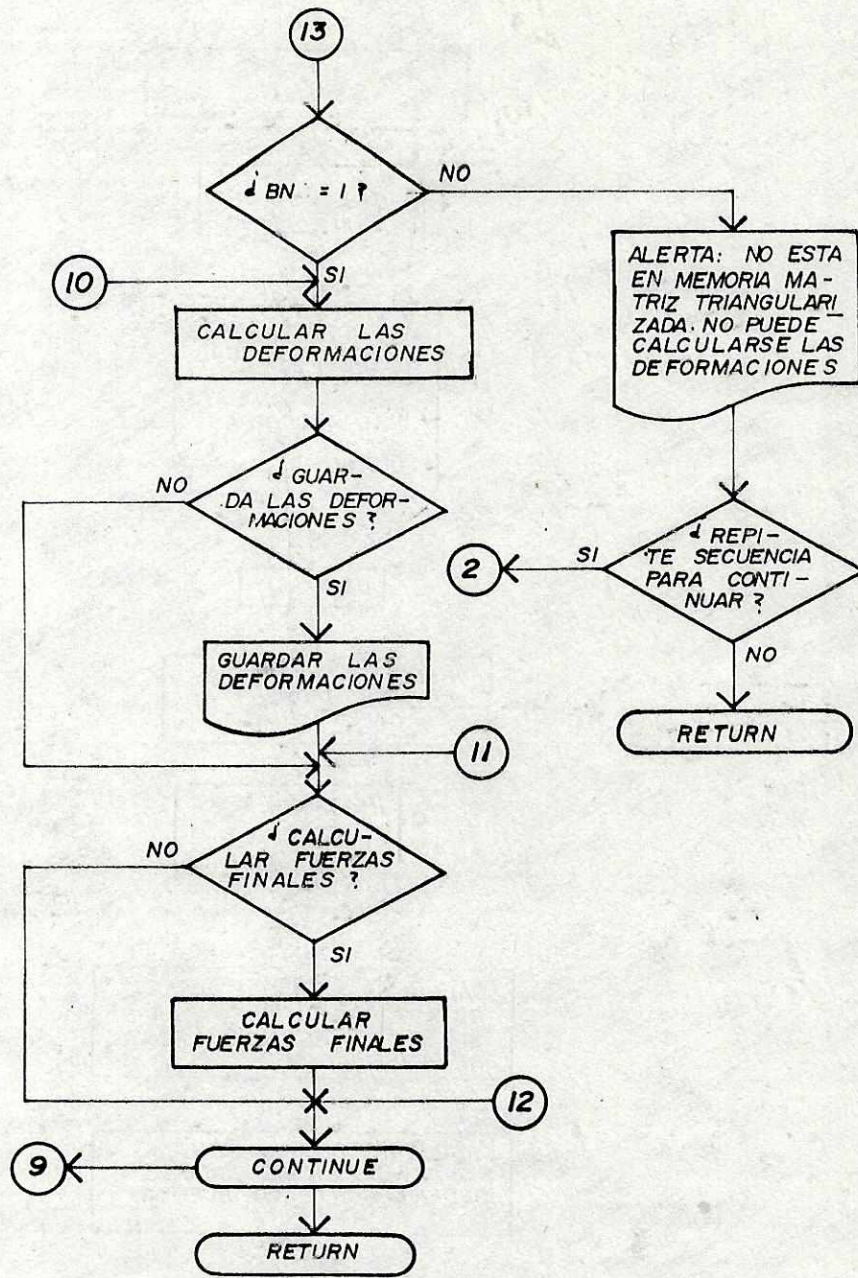 13
¿ BN = 1 ?
NO
SI
10
CALCULAR LAS
DEFORMACIONES
ALERTA: NO ESTA
EN MEMORIA MA-
TRIZ TRIANGULARI
ZADA. NO PUEDE
CALCULARSE LAS
DEFORMACIONES
¿ GUAR-
DA LAS DEFOR-
MACIONES ?
NO
SI
¿ REPI-
TE SECUENCIA
PARA CONTI-
NUAR ?
SI
2
NO
RETURN
GUARDAR LAS
DEFORMACIONES
11
¿ CALCU-
LAR FUERZAS
FINALES ?
NO
SI
CALCULAR
FUERZAS FINALES
12
9
CONTINUE
RETURN